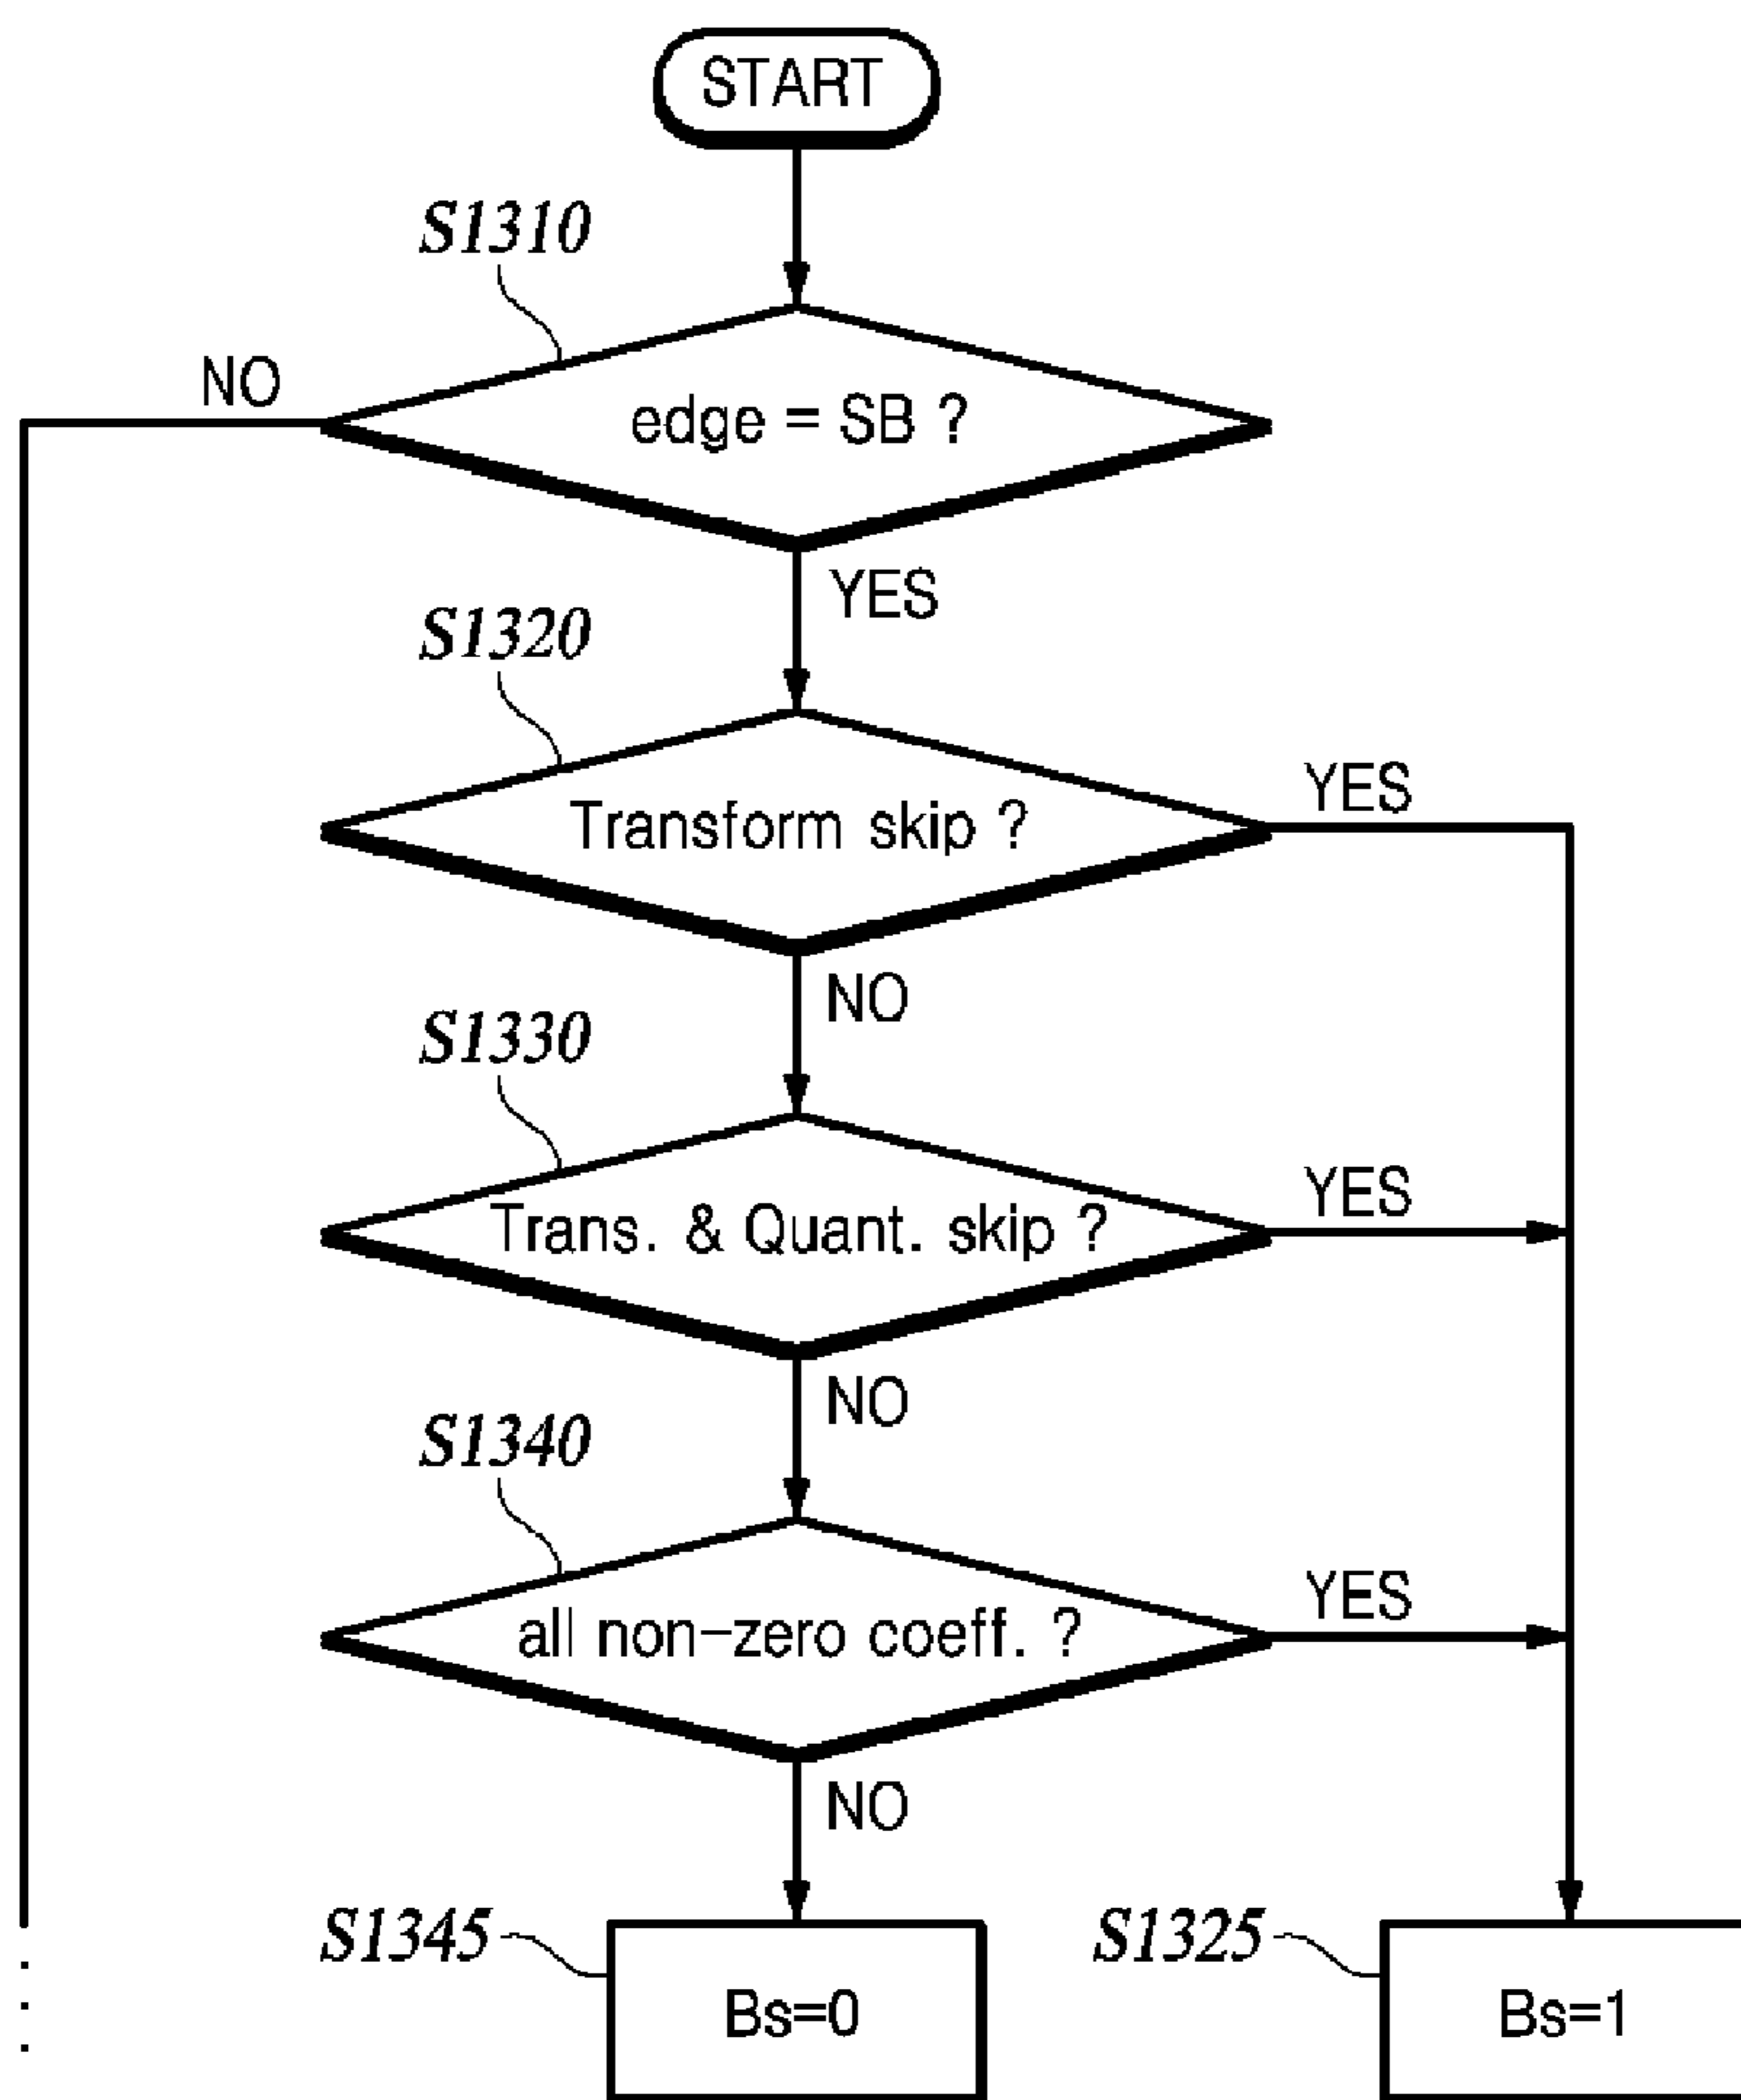 START
S1310
NO
edge = SB ?
YES
S1320
YES
Transform skip ?
NO
S1330
YES
Trans. & Quant. skip ?
NO
S1340
YES
all non-zero coeff. ?
NO
S1345
S1325
Bs=0
Bs=1